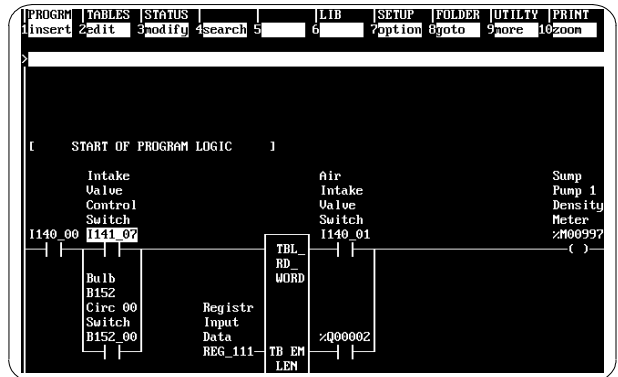 PROGRM TABLES STATUS LIB SETUP FOLDER UTILTY PRINT
1insert 2edit 3modify 4search 5 6 7option 8goto 9more 10zoom
>
[ START OF PROGRAM LOGIC ]
Intake Air Sump
Valve Intake Pump 1
Control Valve Density
Switch Switch Meter
I140_00 I141_07 I140_01 %M00997
TBL_
RD_
Bulb WORD
B152
Circ 00 Registr
Switch Input
B152_00 Data %Q00002
REG_111 TB EM
LEN